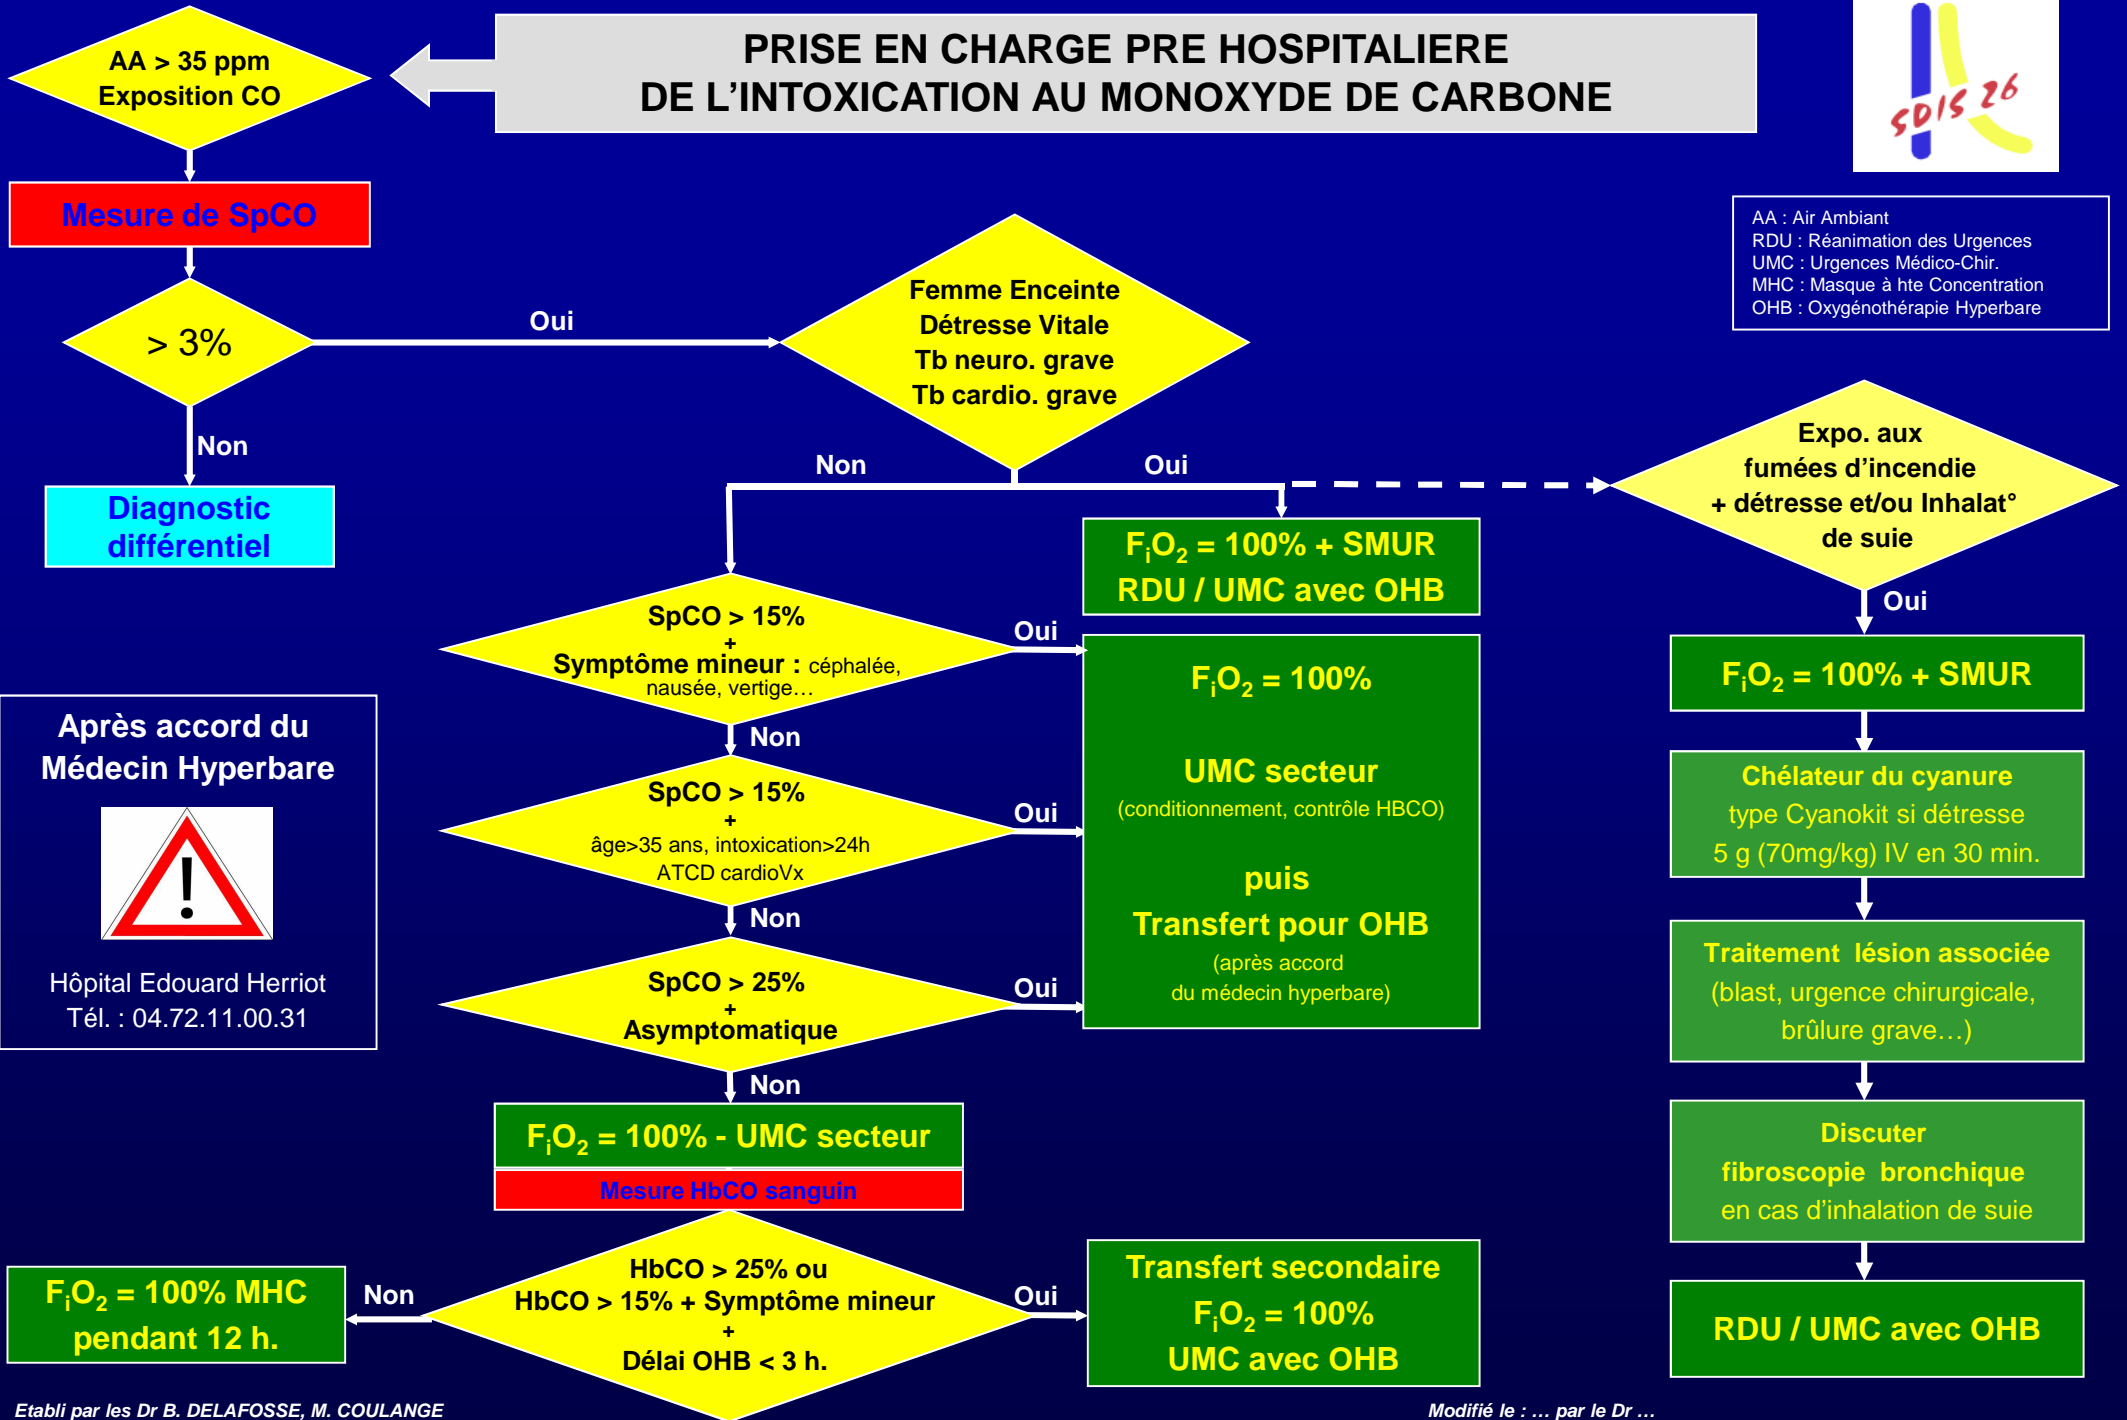 PRISE EN CHARGE PRE HOSPITALIERE
DE L'INTOXICATION AU MONOXYDE DE CARBONE
SDIS 26
AA > 35 ppm
Exposition CO
Mesure de SpCO
> 3%
Oui
Non
Diagnostic
différentiel
Femme Enceinte
Détresse Vitale
Tb neuro. grave
Tb cardio. grave
AA : Air Ambiant
RDU : Réanimation des Urgences
UMC : Urgences Médico-Chir.
MHC : Masque à hte Concentration
OHB : Oxygénothérapie Hyperbare
Non
Oui
FiO2 = 100% + SMUR
RDU / UMC avec OHB
Expo. aux
fumées d'incendie
+ détresse et/ou Inhalat°
de suie
Oui
FiO2 = 100% + SMUR
Chélateur du cyanure
type Cyanokit si détresse
5 g (70mg/kg) IV en 30 min.
Traitement lésion associée
(blast, urgence chirurgicale,
brûlure grave…)
Discuter
fibroscopie bronchique
en cas d'inhalation de suie
RDU / UMC avec OHB
SpCO > 15%
+
Symptôme mineur : céphalée,
nausée, vertige…
Oui
Non
SpCO > 15%
+
âge>35 ans, intoxication>24h
ATCD cardioVx
Oui
Non
SpCO > 25%
+
Asymptomatique
Oui
Non
FiO2 = 100%
UMC secteur
(conditionnement, contrôle HBCO)
puis
Transfert pour OHB
(après accord
du médecin hyperbare)
Après accord du
Médecin Hyperbare
!
Hôpital Edouard Herriot
Tél. : 04.72.11.00.31
FiO2 = 100% - UMC secteur
Mesure HbCO sanguin
HbCO > 25% ou
HbCO > 15% + Symptôme mineur
+
Délai OHB < 3 h.
Non
FiO2 = 100% MHC
pendant 12 h.
Oui
Transfert secondaire
FiO2 = 100%
UMC avec OHB
Etabli par les Dr B. DELAFOSSE, M. COULANGE
Modifié le : … par le Dr …